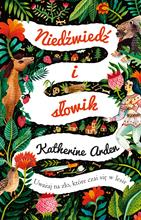 Niedźwiedź
i
słowik
Katherine Arden
Uważaj na zło, które czai się w lesie